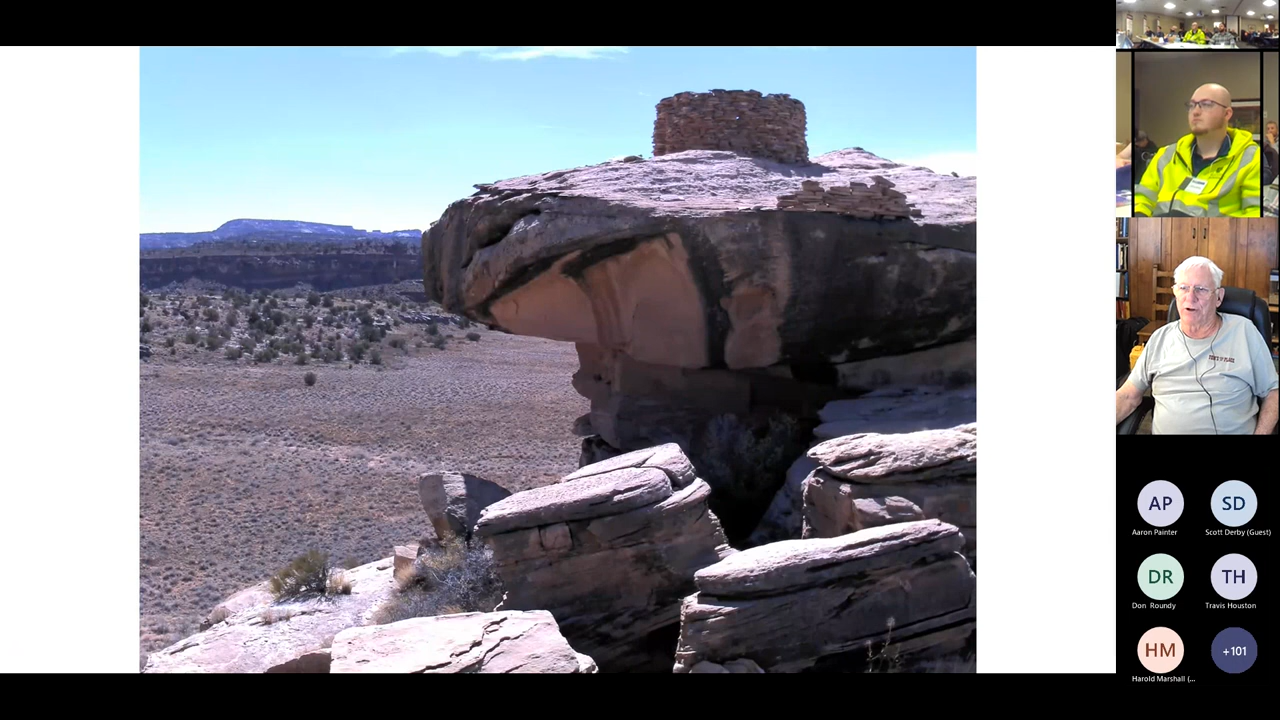 AP
SD
Aaron Painter
Scott Derby (Guest)
DR
TH
Don Roundy
Travis Houston
HM
+101
Harold Marshall (...